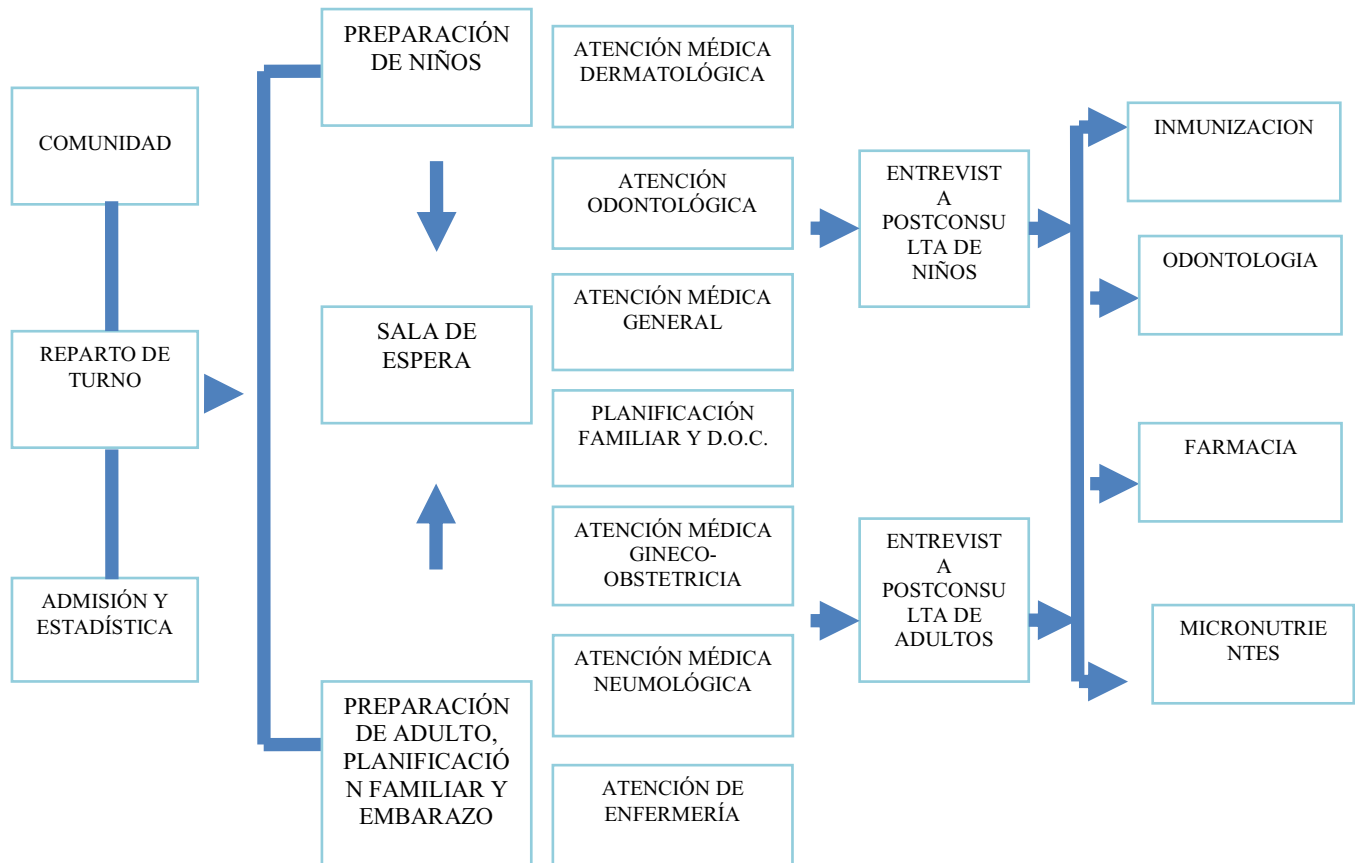 COMUNIDAD
REPARTO DE
TURNO
ADMISIÓN Y
ESTADÍSTICA
PREPARACIÓN
DE NIÑOS
SALA DE
ESPERA
PREPARACIÓN
DE ADULTO,
PLANIFICACIÓ
N FAMILIAR Y
EMBARAZO
ATENCIÓN MÉDICA
DERMATOLÓGICA
ATENCIÓN
ODONTOLÓGICA
ATENCIÓN MÉDICA
GENERAL
PLANIFICACIÓN
FAMILIAR Y D.O.C.
ATENCIÓN MÉDICA
GINECO-
OBSTETRICIA
ATENCIÓN MÉDICA
NEUMOLÓGICA
ATENCIÓN DE
ENFERMERÍA
ENTREVIST
A
POSTCONSU
LTA DE
NIÑOS
ENTREVIST
A
POSTCONSU
LTA DE
ADULTOS
INMUNIZACION
ODONTOLOGIA
FARMACIA
MICRONUTRIE
NTES